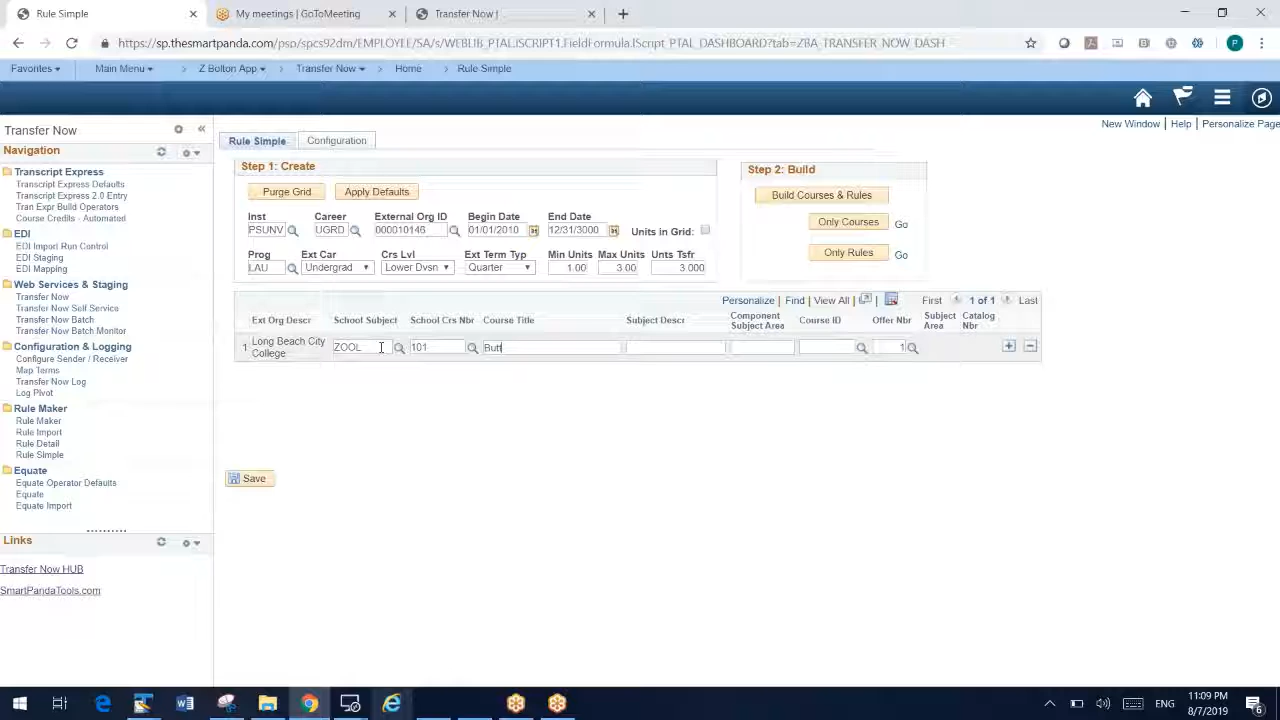 Rule Simple
My meetings | GoToMeeting
Transfer Now |
https://sp.thesmartpanda.com/psp/spcs92dm/EMPLOYEE/SA/s/WEBLIB_PTAL.ISCRIPT1.FieldFormula.IScript_PTAL_DASHBOARD?tab=ZBA_TRANSFER_NOW_DASH
Favorites Main Menu > Z Bolton App > Transfer Now > Home > Rule Simple
New Window | Help | Personalize Page
Transfer Now
Navigation
Transcript Express
Transcript Express Defaults
Transcript Express 2.0 Entry
Tran Expr Build Operators
Course Credits - Automated
EDI
EDI Import Run Control
EDI Staging
EDI Mapping
Web Services & Staging
Transfer Now
Transfer Now Self Service
Transfer Now Batch
Transfer Now Batch Monitor
Configuration & Logging
Configure Sender / Receiver
Map Terms
Transfer Now Log
Log Pivot
Rule Maker
Rule Maker
Rule Import
Rule Detail
Rule Simple
Equate
Equate Operator Defaults
Equate
Equate Import
Links
Transfer Now HUB
SmartPandaTools.com
Rule Simple Configuration
Step 1: Create
Purge Grid Apply Defaults
Inst Career External Org ID Begin Date End Date
PSUNV UGRD 000010146 01/01/2010 12/31/3000 Units in Grid:
Prog Ext Car Crs Lvl Ext Term Typ Min Units Max Units Unts Tsfr
LAU Undergrad Lower Dvsn Quarter 1.00 3.00 3.000
Step 2: Build
Build Courses & Rules
Only Courses Go
Only Rules Go
Personalize | Find | View All | First 1 of 1 Last
Ext Org Descr School Subject School Crs Nbr Course Title Subject Descr Component Subject Area Course ID Offer Nbr Subject Area Catalog Nbr
1 Long Beach City College ZOOL 101 Butt 1
Save
ENG
11:09 PM
8/7/2019
6